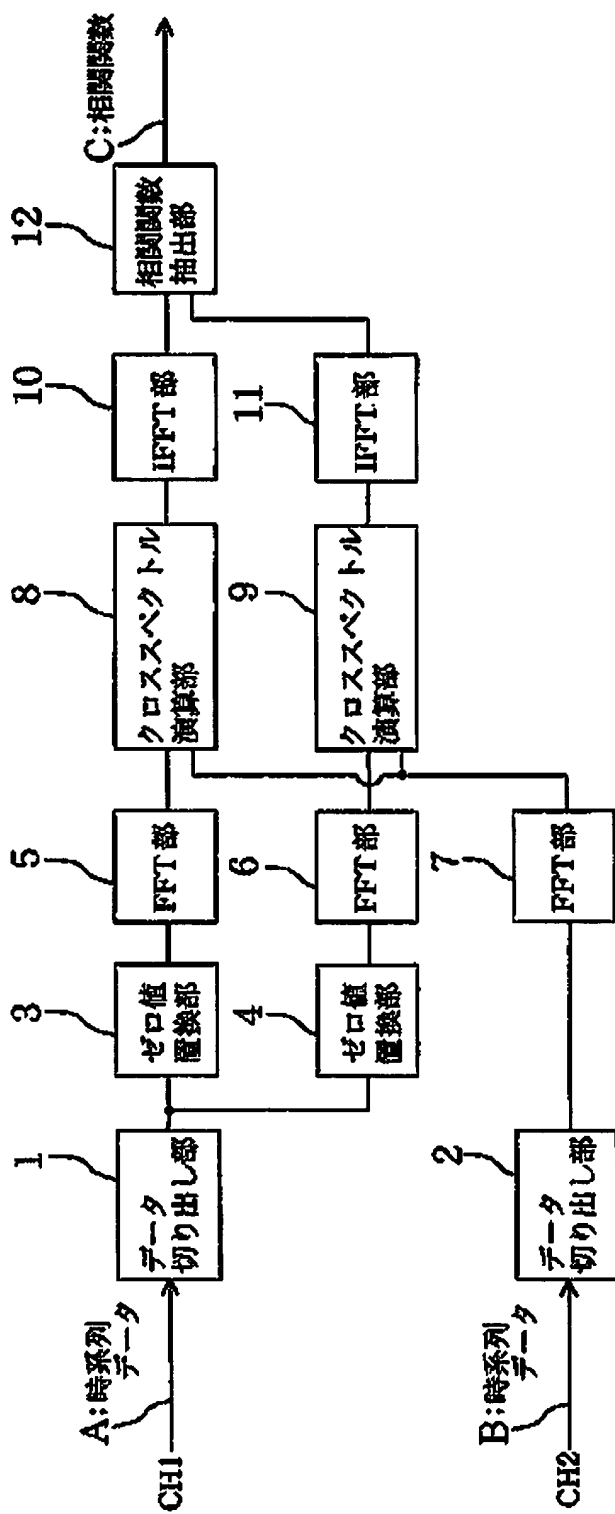 CH1
A:時系列
データ
1
データ
切り出し部
3
ゼロ値
置換部
5
FFT部
8
クロススペクトル
演算部
10
IFFT部
12
相関関数
抽出部
C:相関関数
4
ゼロ値
置換部
6
FFT部
9
クロススペクトル
演算部
11
IFFT部
CH2
B:時系列
データ
2
データ
切り出し部
7
FFT部